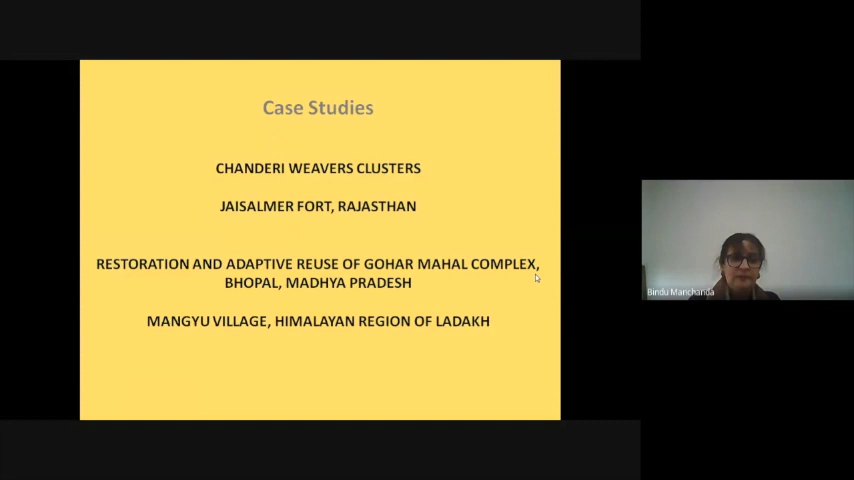 Case Studies
CHANDERI WEAVERS CLUSTERS
JAISALMER FORT, RAJASTHAN
RESTORATION AND ADAPTIVE REUSE OF GOHAR MAHAL COMPLEX,
BHOPAL, MADHYA PRADESH
MANGYU VILLAGE, HIMALAYAN REGION OF LADAKH
Bindu Manchanda